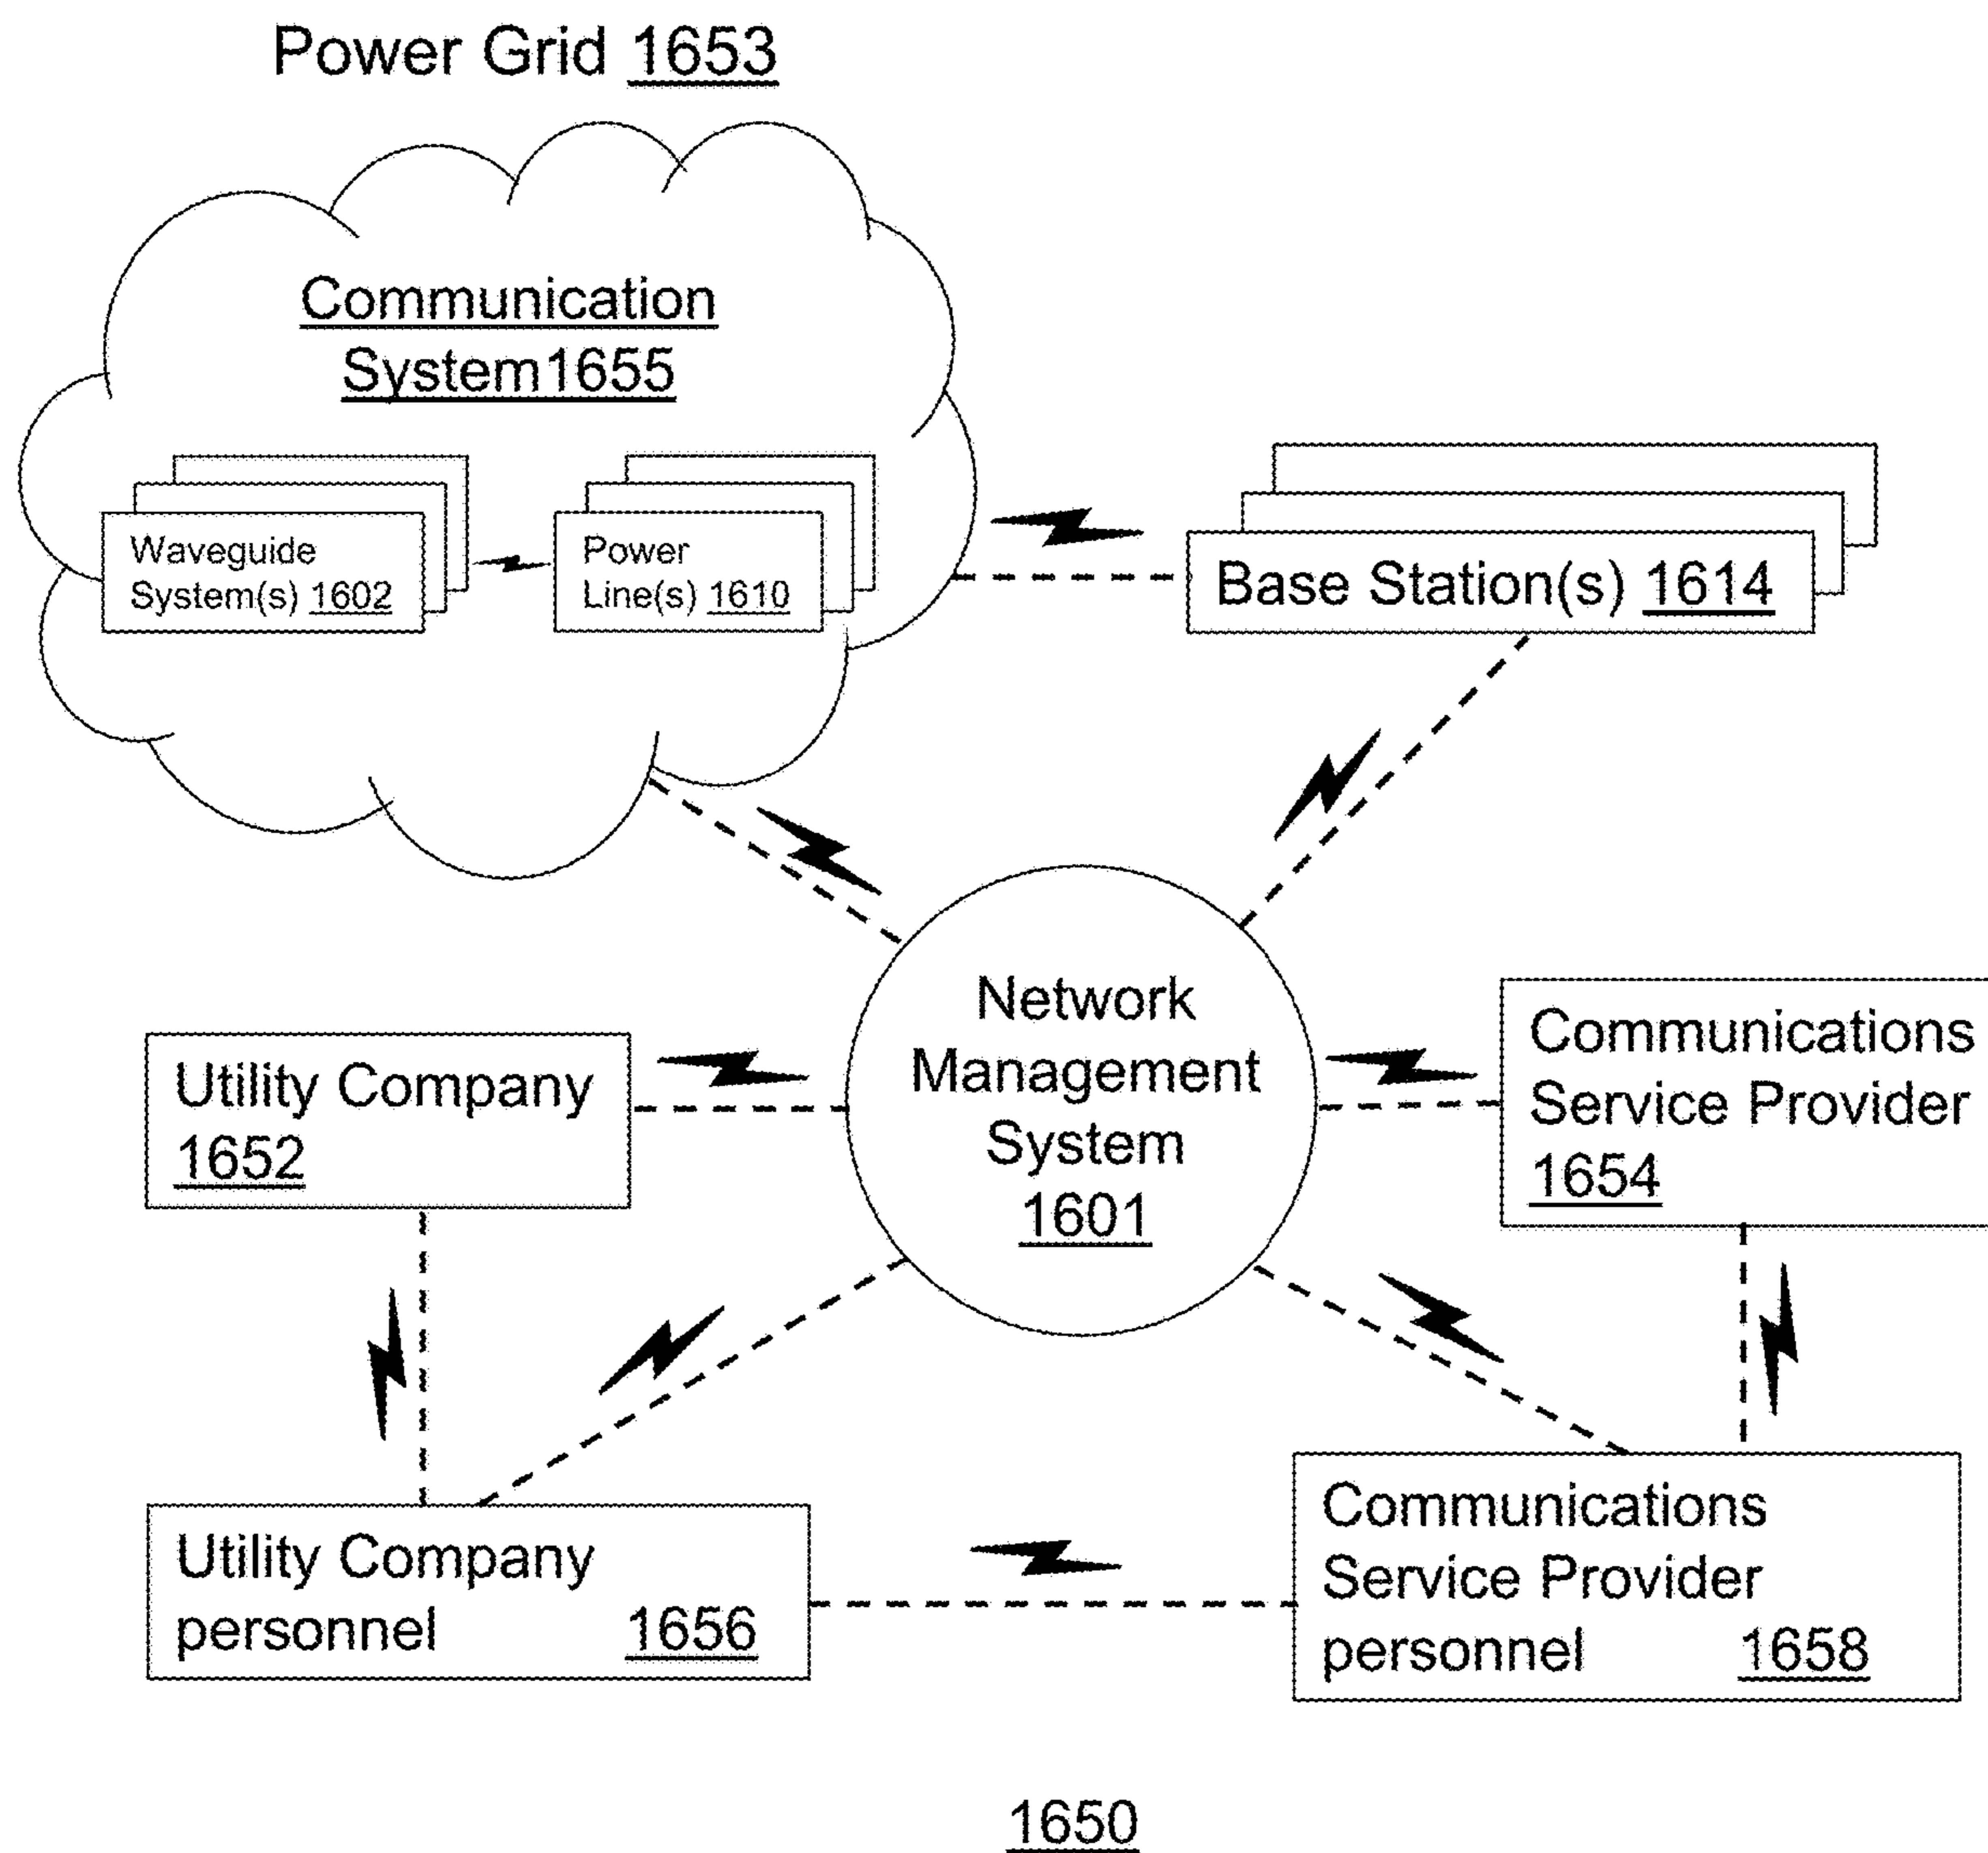 Power Grid 1653
Communication
System1655
Waveguide
System(s) 1602
Power
Line(s) 1610
Base Station(s) 1614
Network
Management
System
1601
Utility Company
1652
Communications
Service Provider
1654
Utility Company
personnel 1656
Communications
Service Provider
personnel 1658
1650